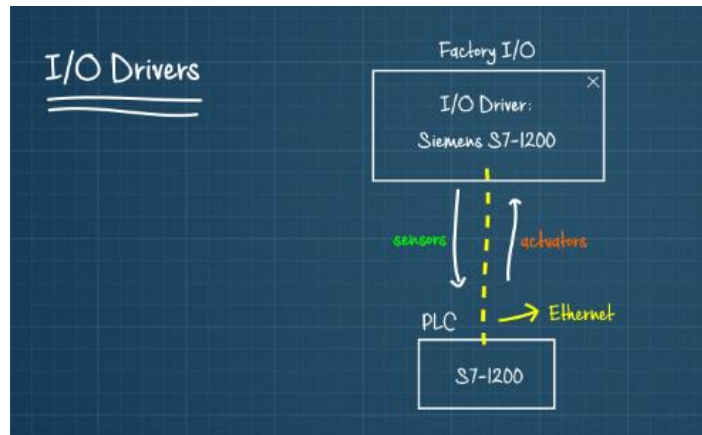 I/O Drivers
Factory I/O
I/O Driver:
Siemens S7-1200
sensors
actuators
PLC
Ethernet
S7-1200